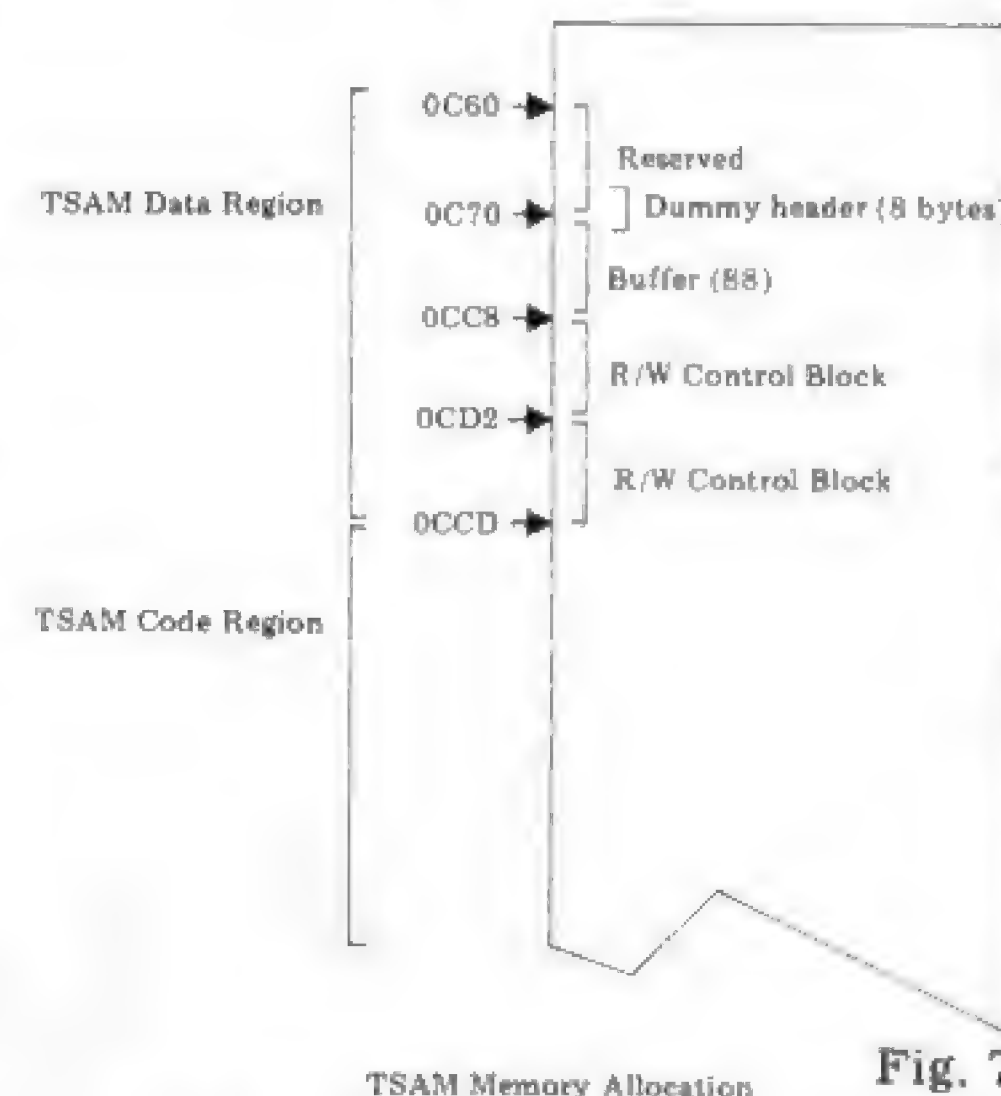 0C60
Reserved
TSAM Data Region
0C70
Dummy header (8 bytes)
Buffer (88)
0CC8
R/W Control Block
0CD2
R/W Control Block
0CCD
TSAM Code Region
TSAM Memory Allocation
Fig. 7